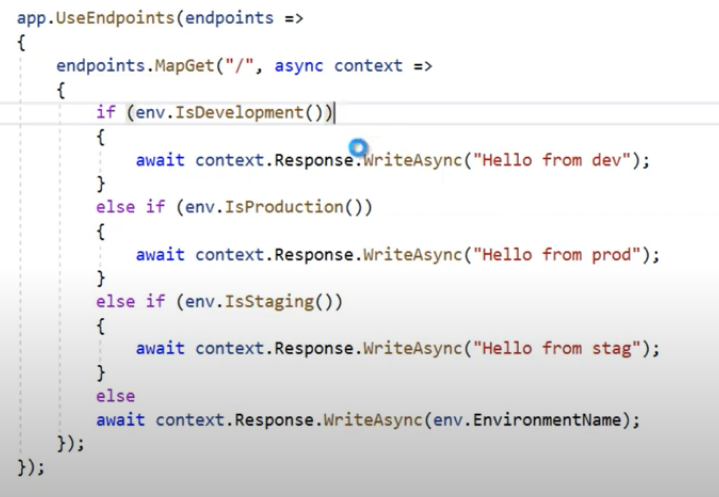 app.UseEndpoints(endpoints =>
{
endpoints.MapGet("/", async context =>
{
if (env.IsDevelopment())
{
await context.Response.WriteAsync("Hello from dev");
}
else if (env.IsProduction())
{
await context.Response.WriteAsync("Hello from prod");
}
else if (env.IsStaging())
{
await context.Response.WriteAsync("Hello from stag");
}
else
await context.Response.WriteAsync(env.EnvironmentName);
});
});